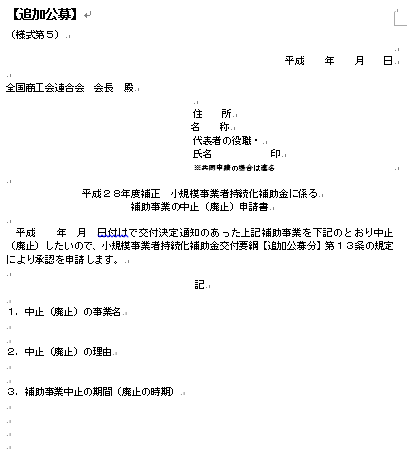 【追加公募】
（様式第５）
平成　　年　　月　　日
全国商工会連合会　会長　殿
住　　所
名　　称
代表者の役職・
氏名　　　　　印
※共同申請の場合は連名
平成２８年度補正　小規模事業者持続化補助金に係る
補助事業の中止（廃止）申請書
平成　　年　月　日付けで交付決定通知のあった上記補助事業を下記のとおり中止
（廃止）したいので、小規模事業者持続化補助金交付要綱【追加公募分】第１３条の規定
により承認を申請します。
記
１．中止（廃止）の事業名
２．中止（廃止）の理由
３．補助事業中止の期間（廃止の時期）